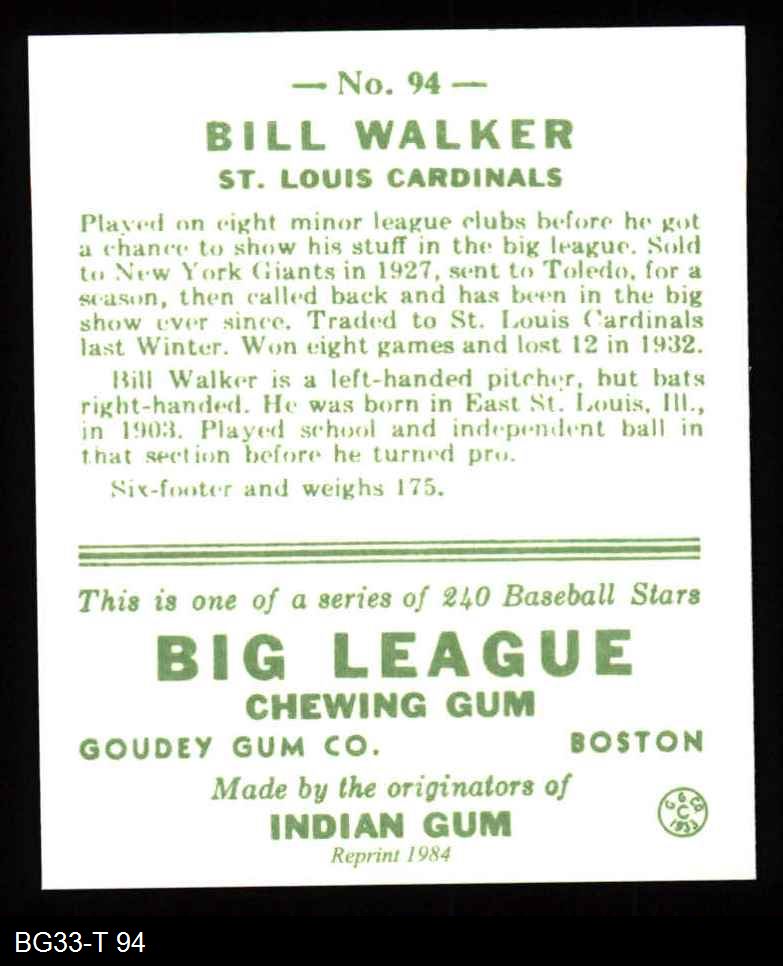 — No. 94 —
BILL WALKER
ST. LOUIS CARDINALS
Played on eight minor league clubs before he got
a chance to show his stuff in the big league. Sold
to New York Giants in 1927, sent to Toledo, for a
season, then called back and has been in the big
show ever since. Traded to St. Louis Cardinals
last Winter. Won eight games and lost 12 in 1932.
Bill Walker is a left-handed pitcher, but bats
right-handed. He was born in East St. Louis, Ill.,
in 1903. Played school and independent ball in
that section before he turned pro.
Six-footer and weighs 175.
This is one of a series of 240 Baseball Stars
BIG LEAGUE
CHEWING GUM
GOUDEY GUM CO. BOSTON
Made by the originators of
INDIAN GUM
G G CO
C
1933
Reprint 1984
BG33-T 94